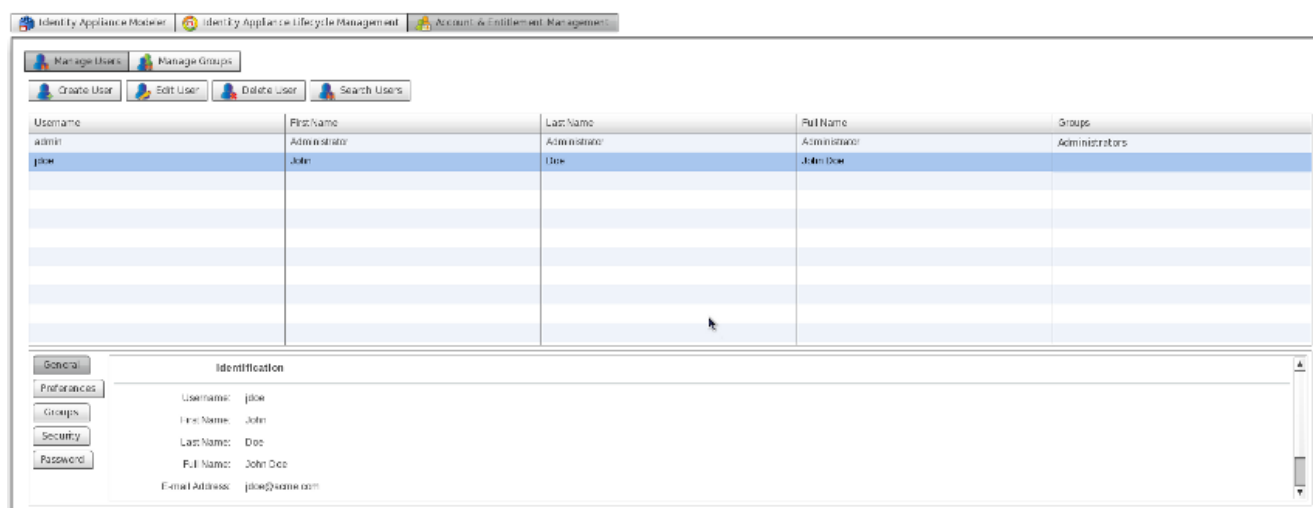 Identity Appliance Modeler Identity Appliance Lifecycle Management Account & Entitlement Management
Manage Users Manage Groups
Create User Edit User Delete User Search Users
Username First Name Last Name Full Name Groups
admin Administrator Administrator Administrator Administrators
jdoe John Doe John Doe
General Identification
Preferences
Username: jdoe
Groups
First Name: John
Security
Last Name: Doe
Password
Full Name: John Doe
E-mail Address: jdoe@acme.com